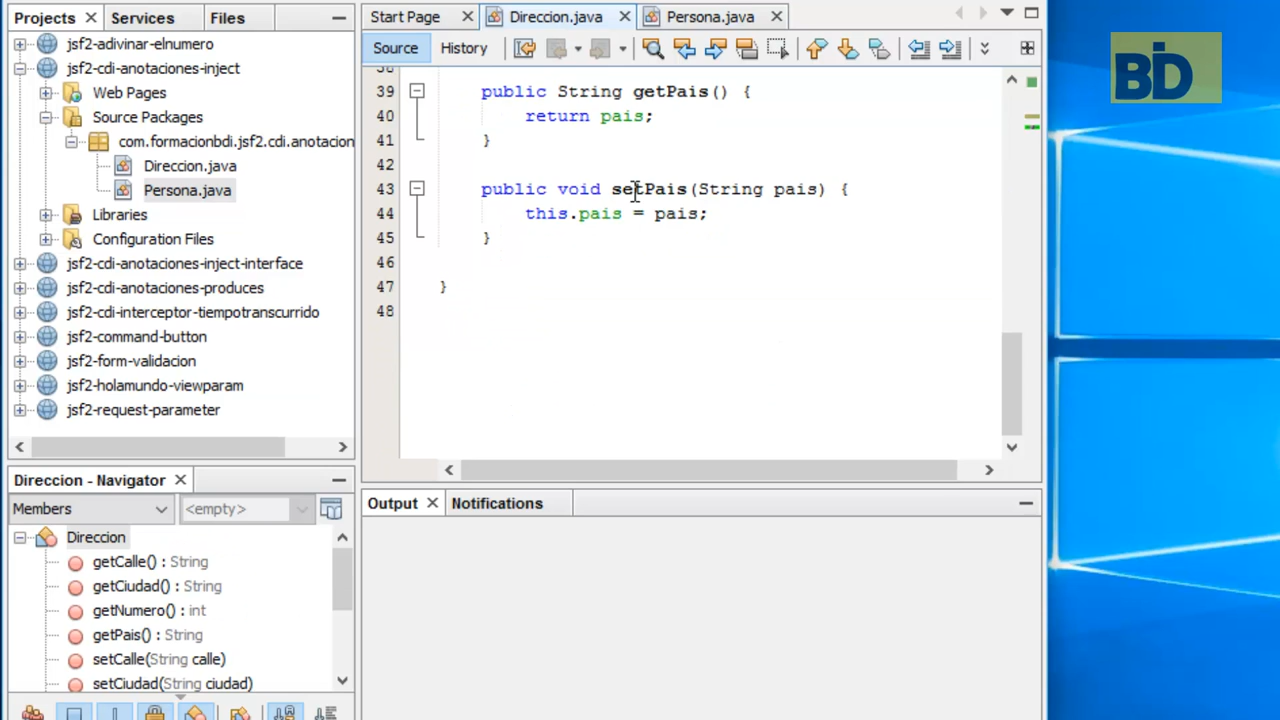 Projects
Services
Files
Start Page
Direccion.java
Persona.java
Source
History
jsf2-adivinar-elnumero
jsf2-cdi-anotaciones-inject
Web Pages
Source Packages
com.formacionbdi.jsf2.cdi.anotacion
Direccion.java
Persona.java
Libraries
Configuration Files
jsf2-cdi-anotaciones-inject-interface
jsf2-cdi-anotaciones-produces
jsf2-cdi-interceptor-tiempotranscurrido
jsf2-command-button
jsf2-form-validacion
jsf2-holamundo-viewparam
jsf2-request-parameter
39 public String getPais() {
40 return pais;
41 }
42
43 public void setPais(String pais) {
44 this.pais = pais;
45 }
46
47 }
48
BDI
Direccion - Navigator
Members
<empty>
Direccion
getCalle() : String
getCiudad() : String
getNumero() : int
getPais() : String
setCalle(String calle)
setCiudad(String ciudad)
Output
Notifications